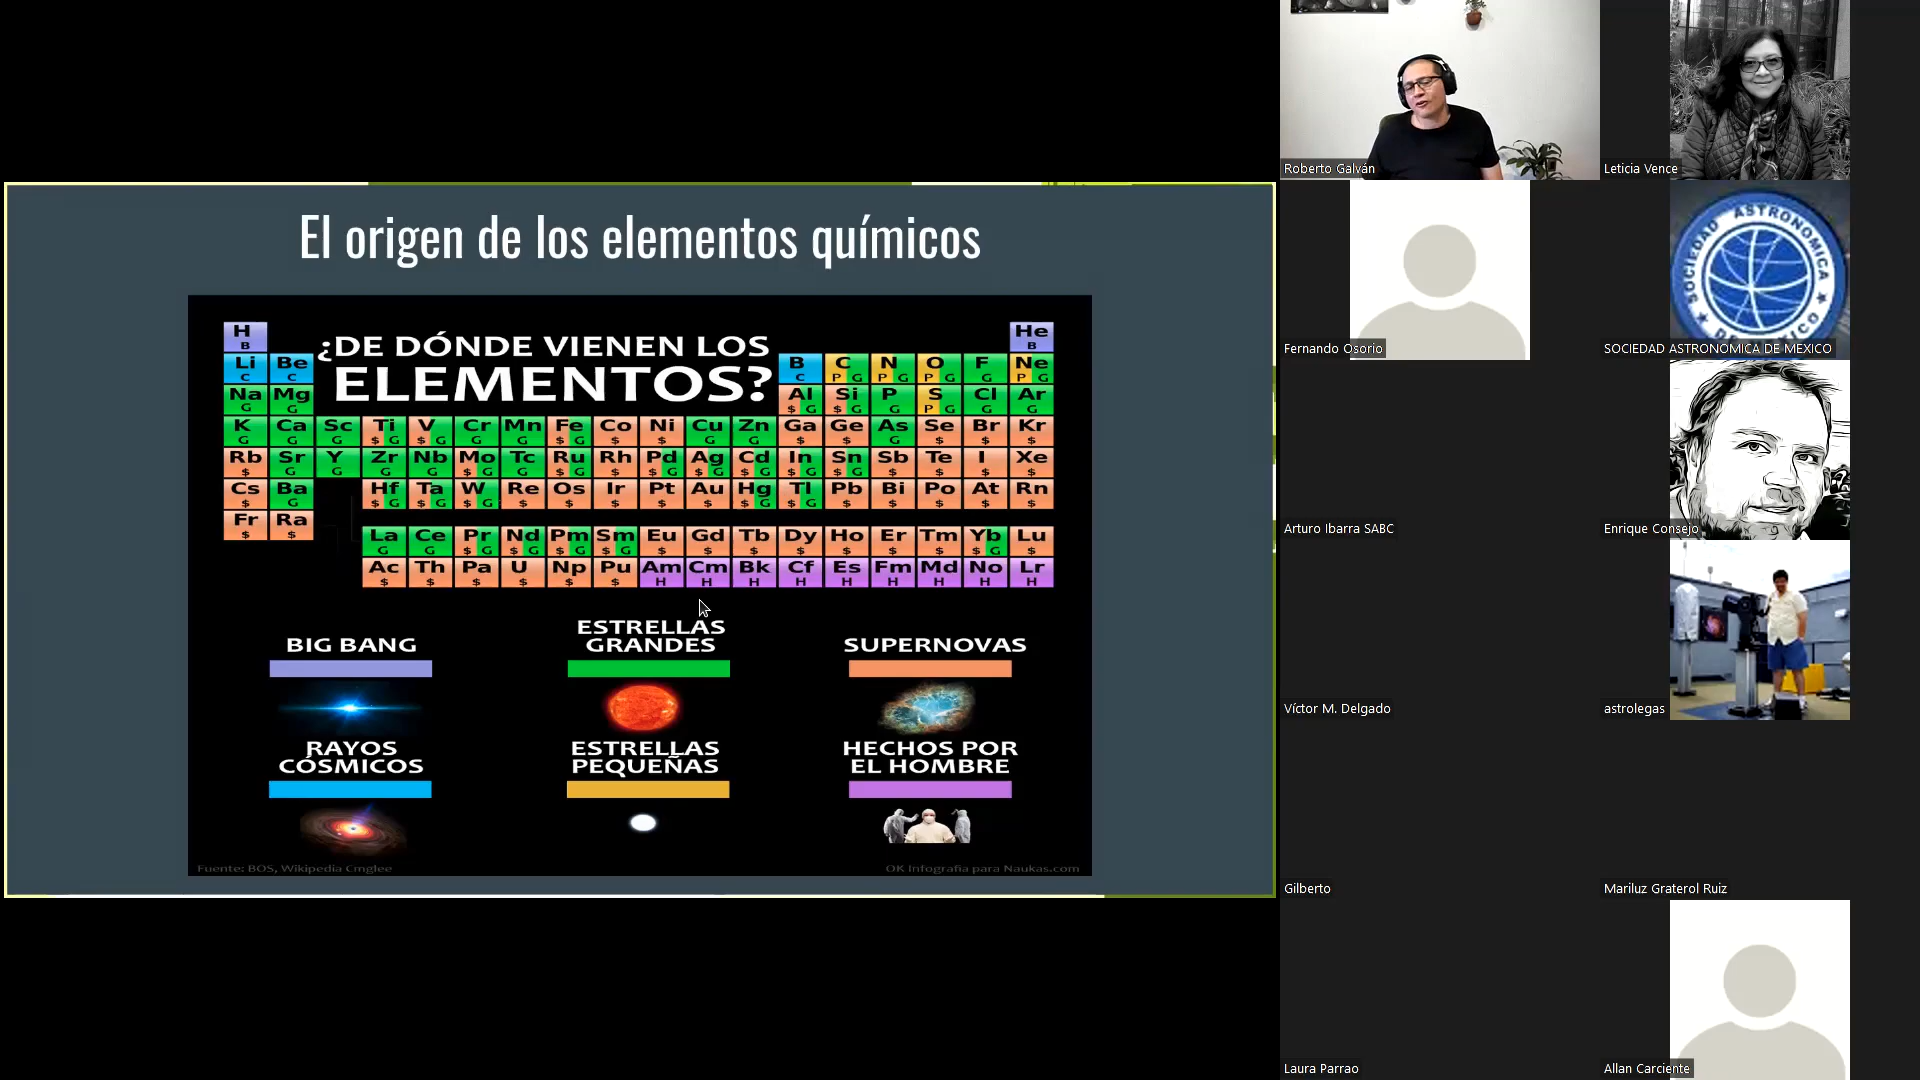 El origen de los elementos químicos
¿DE DÓNDE VIENEN LOS
ELEMENTOS?
H He
B B
Li Be B C N O F Ne
C C C P G P G P G G P G
Na Mg Al Si P S Cl Ar
G G $ G $ G G P G G G
K Ca Sc Ti V Cr Mn Fe Co Ni Cu Zn Ga Ge As Se Br Kr
G G G $ G $ G G G $ G $ $ G G $ $ G $ $ $
Rb Sr Y Zr Nb Mo Tc Ru Rh Pd Ag Cd In Sn Sb Te I Xe
$ G G G G $ G G $ G $ $ G $ G $ G $ G $ G $ $ $ $
Cs Ba Hf Ta W Re Os Ir Pt Au Hg Tl Pb Bi Po At Rn
$ G $ G $ G $ G $ $ $ $ $ $ G $ G $ $ $ $ $
Fr Ra
$ $
La Ce Pr Nd Pm Sm Eu Gd Tb Dy Ho Er Tm Yb Lu
G G $ G $ G $ G $ G $ $ $ $ $ $ $ $ G $
Ac Th Pa U Np Pu Am Cm Bk Cf Es Fm Md No Lr
$ $ $ $ $ $ H H H H H H H H H
BIG BANG
ESTRELLAS
GRANDES
SUPERNOVAS
RAYOS
CÓSMICOS
ESTRELLAS
PEQUEÑAS
HECHOS POR
EL HOMBRE
Fuente: BOS, Wikipedia Cmglee
OK Infografía para Naukas.com
Roberto Galván
Leticia Vence
Fernando Osorio
SOCIEDAD ASTRONOMICA DE MEXICO
SOCIEDAD ASTRONOMICA
Arturo Ibarra SABC
Enrique Consejo
Víctor M. Delgado
astrolegas
Gilberto
Mariluz Graterol Ruiz
Laura Parrao
Allan Carciente